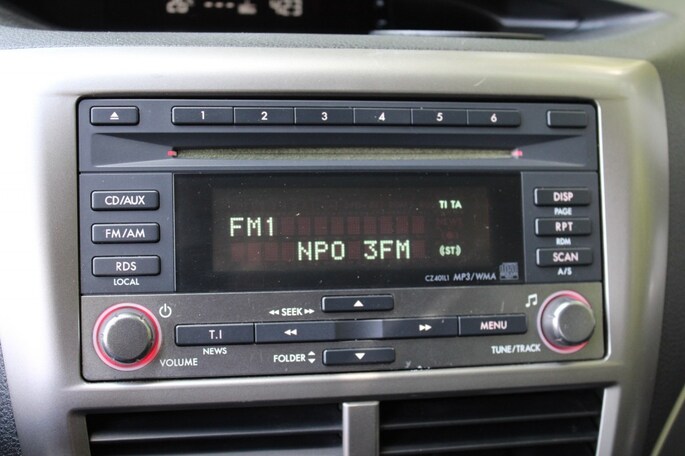 423
1 2 3 4 5 6
CD/AUX
FM/AM
RDS
LOCAL
TI TA
FM1
NPO 3FM (ST)
CZ401L1 MP3/WMA
DISP
PAGE
RPT
RDM
SCAN
A/S
SEEK
VOLUME
T.I
NEWS
MENU
FOLDER
TUNE/TRACK